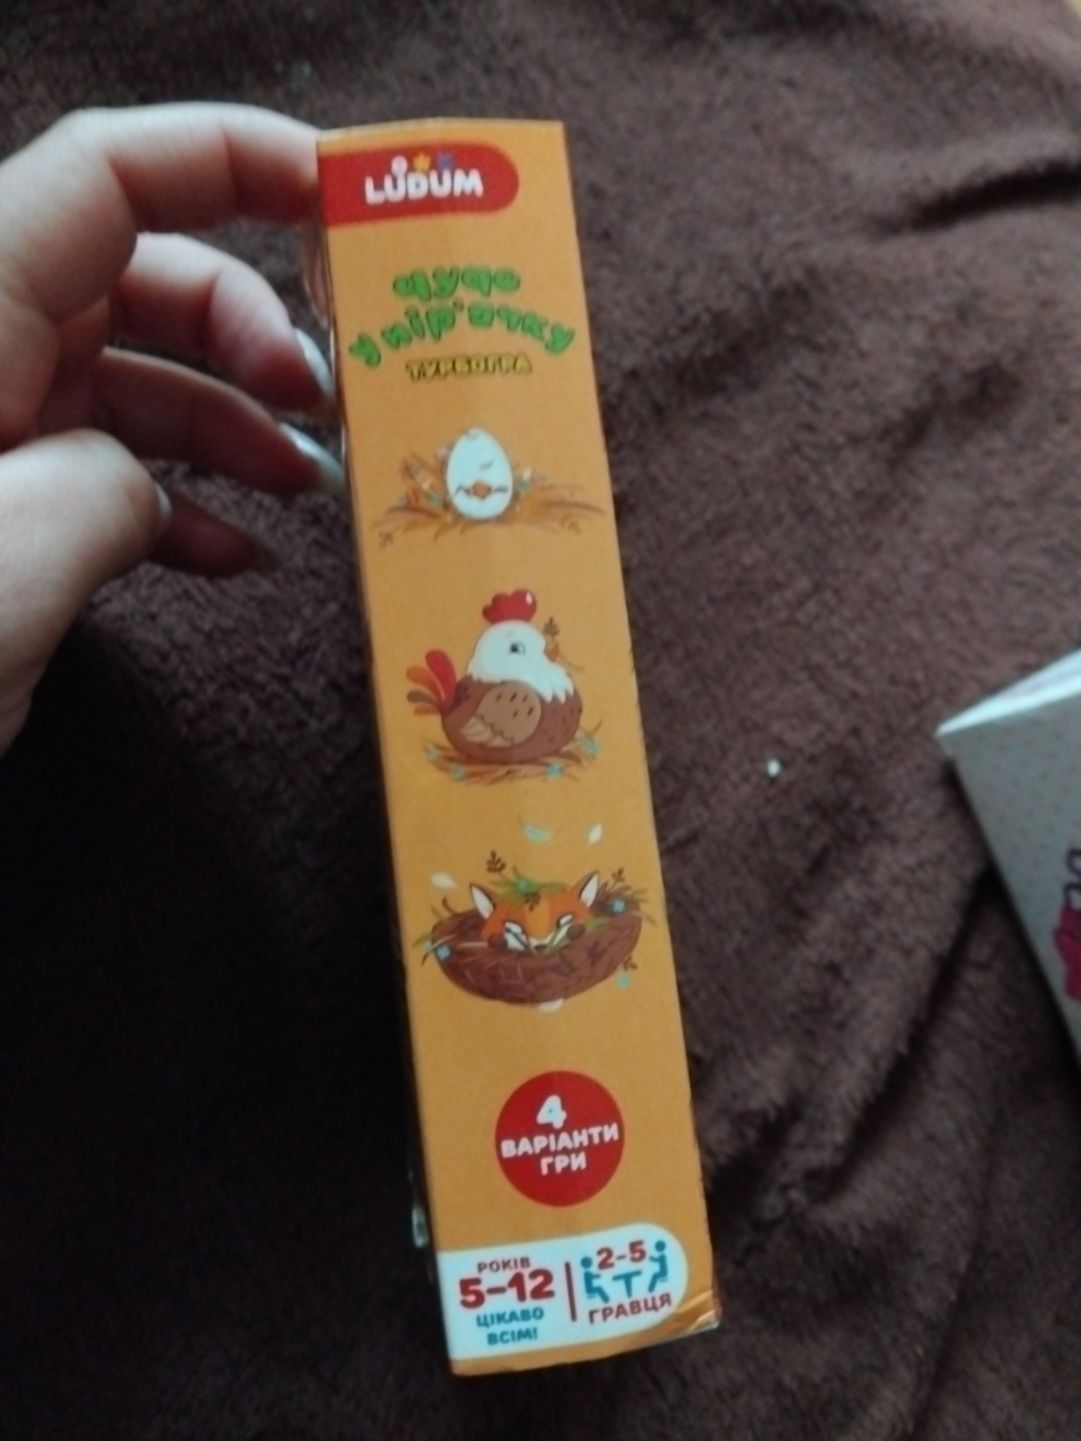 LUDUM
Чудо
у пір'ячку
ТУРБОГРА
4
ВАРІАНТИ
ГРИ
РОКІВ
5–12
ЦІКАВО
ВСІМ!
2-5
ГРАВЦЯ